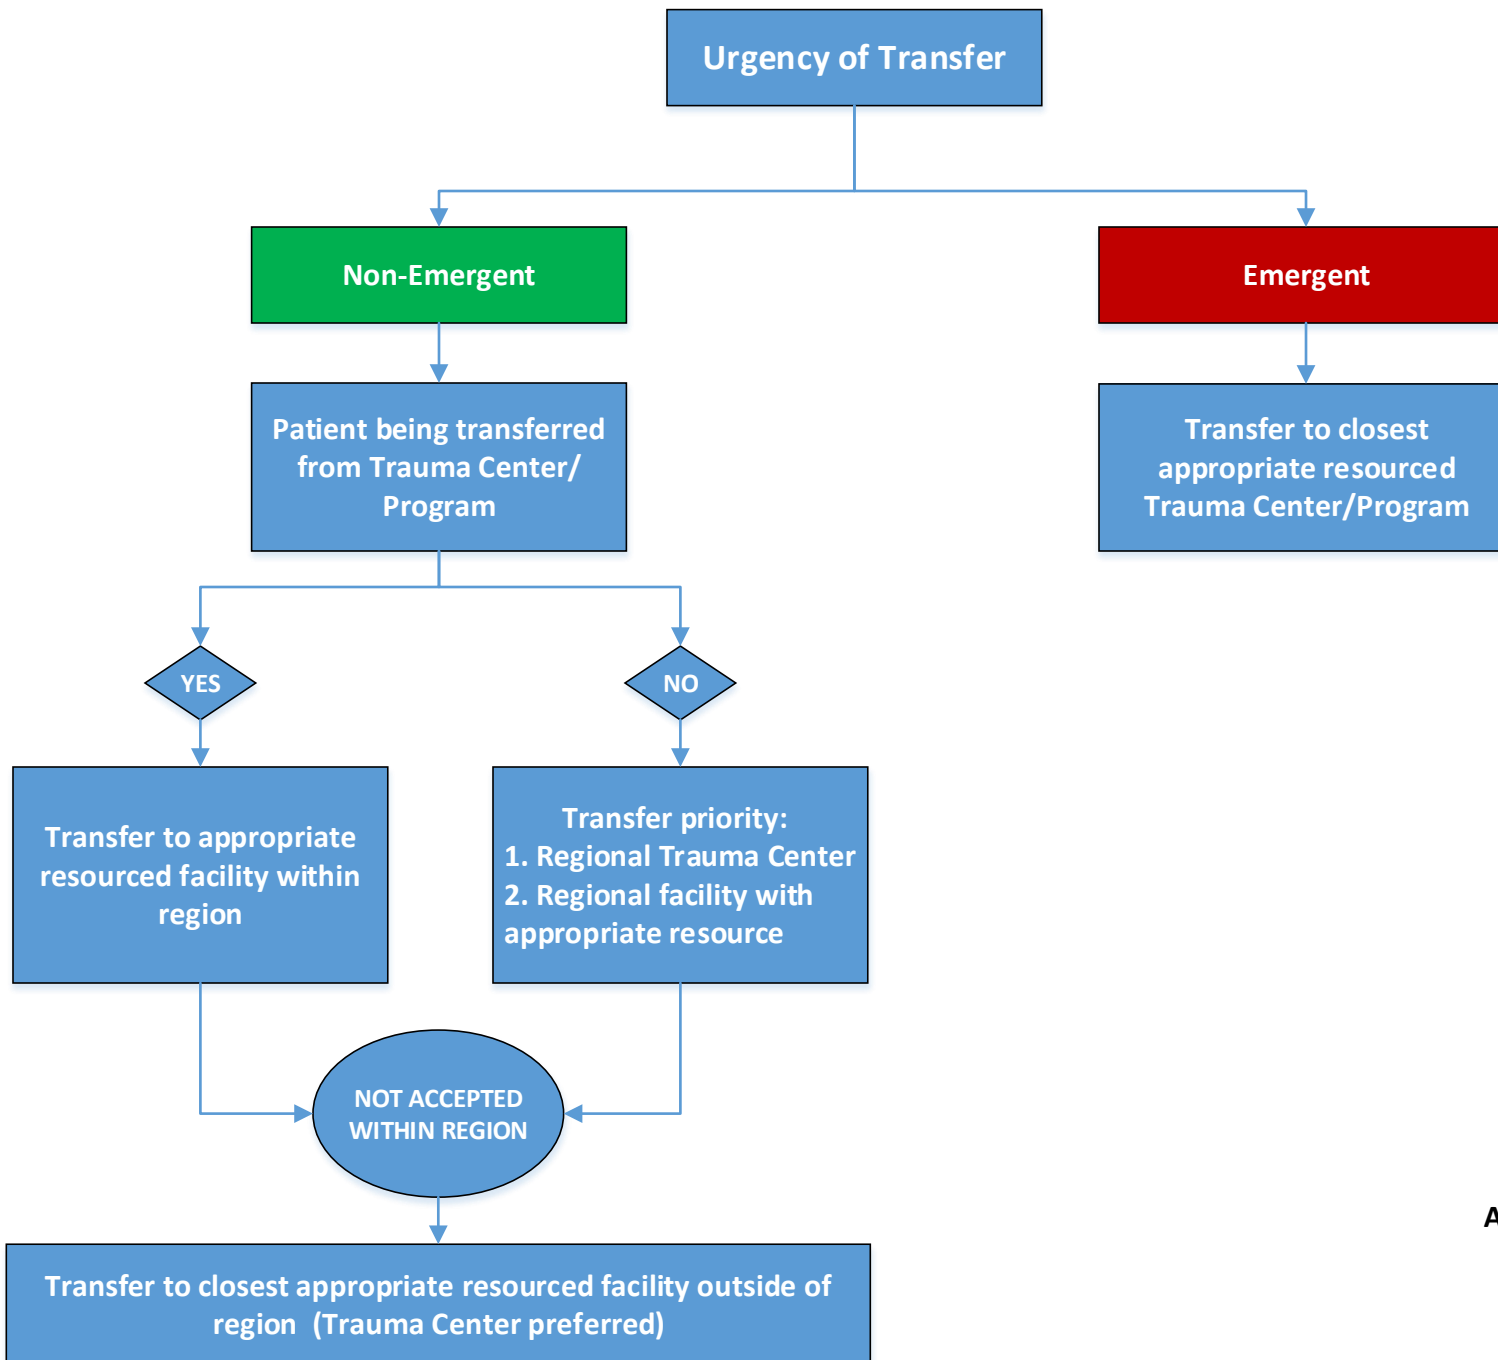 Urgency of Transfer
Non-Emergent
Emergent
Patient being transferred
from Trauma Center/
Program
Transfer to closest
appropriate resourced
Trauma Center/Program
YES
NO
Transfer to appropriate
resourced facility within
region
Transfer priority:
1. Regional Trauma Center
2. Regional facility with
appropriate resource
NOT ACCEPTED
WITHIN REGION
A
Transfer to closest appropriate resourced facility outside of
region (Trauma Center preferred)